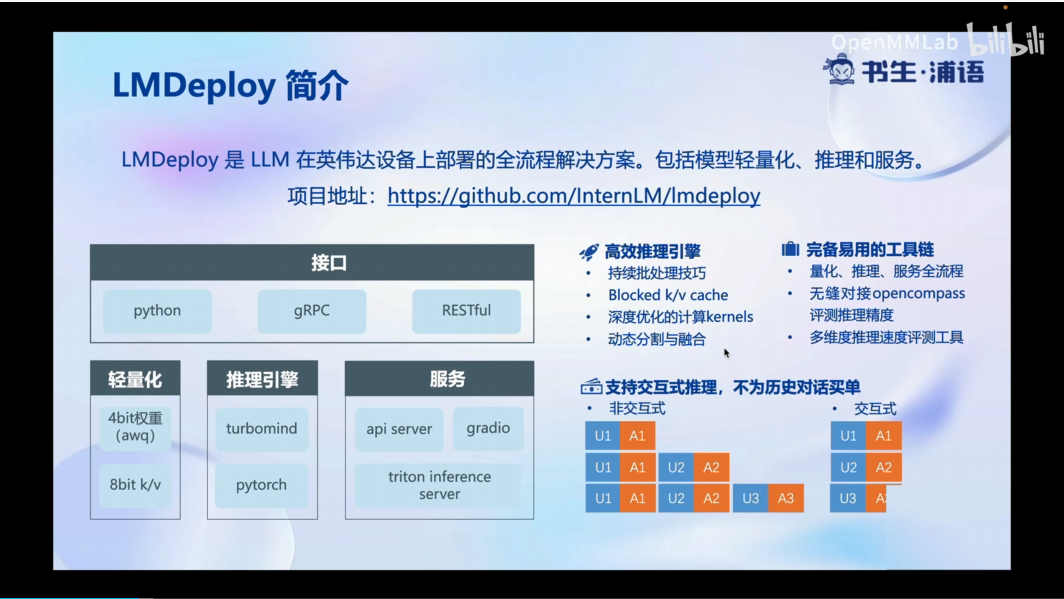 OpenMMLab bilibili
书生·浦语
LMDeploy 简介
LMDeploy 是 LLM 在英伟达设备上部署的全流程解决方案。包括模型轻量化、推理和服务。
项目地址：https://github.com/InternLM/lmdeploy
接口
python gRPC RESTful
轻量化
4bit权重
(awq)
8bit k/v
推理引擎
turbomind
pytorch
服务
api server gradio
triton inference
server
高效推理引擎
• 持续批处理技巧
• Blocked k/v cache
• 深度优化的计算kernels
• 动态分割与融合
完备易用的工具链
• 量化、推理、服务全流程
• 无缝对接opencompass
评测推理精度
• 多维度推理速度评测工具
支持交互式推理，不为历史对话买单
• 非交互式
U1 A1
U1 A1 U2 A2
U1 A1 U2 A2 U3 A3
• 交互式
U1 A1
U2 A2
U3 A3